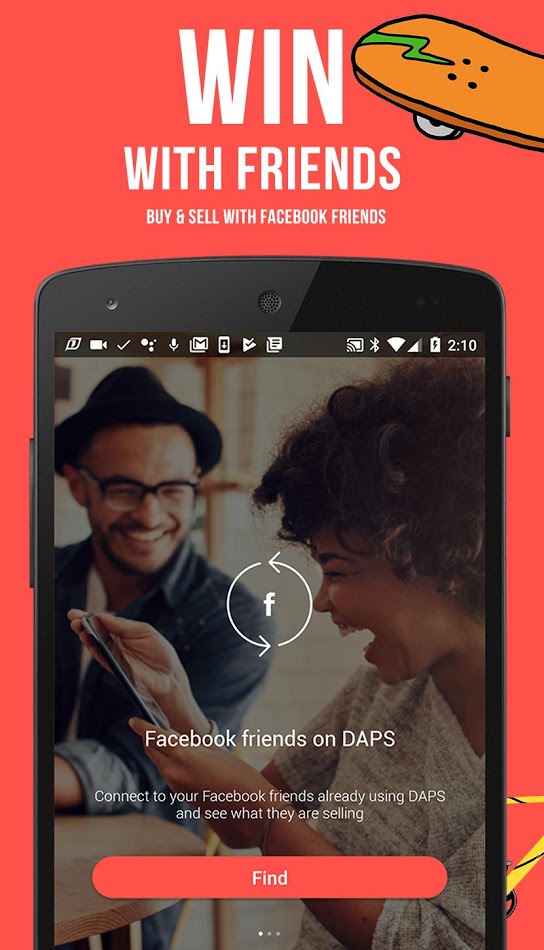 WIN
WITH FRIENDS
BUY & SELL WITH FACEBOOK FRIENDS
2:10
f
Facebook friends on DAPS
Connect to your Facebook friends already using DAPS
and see what they are selling
Find